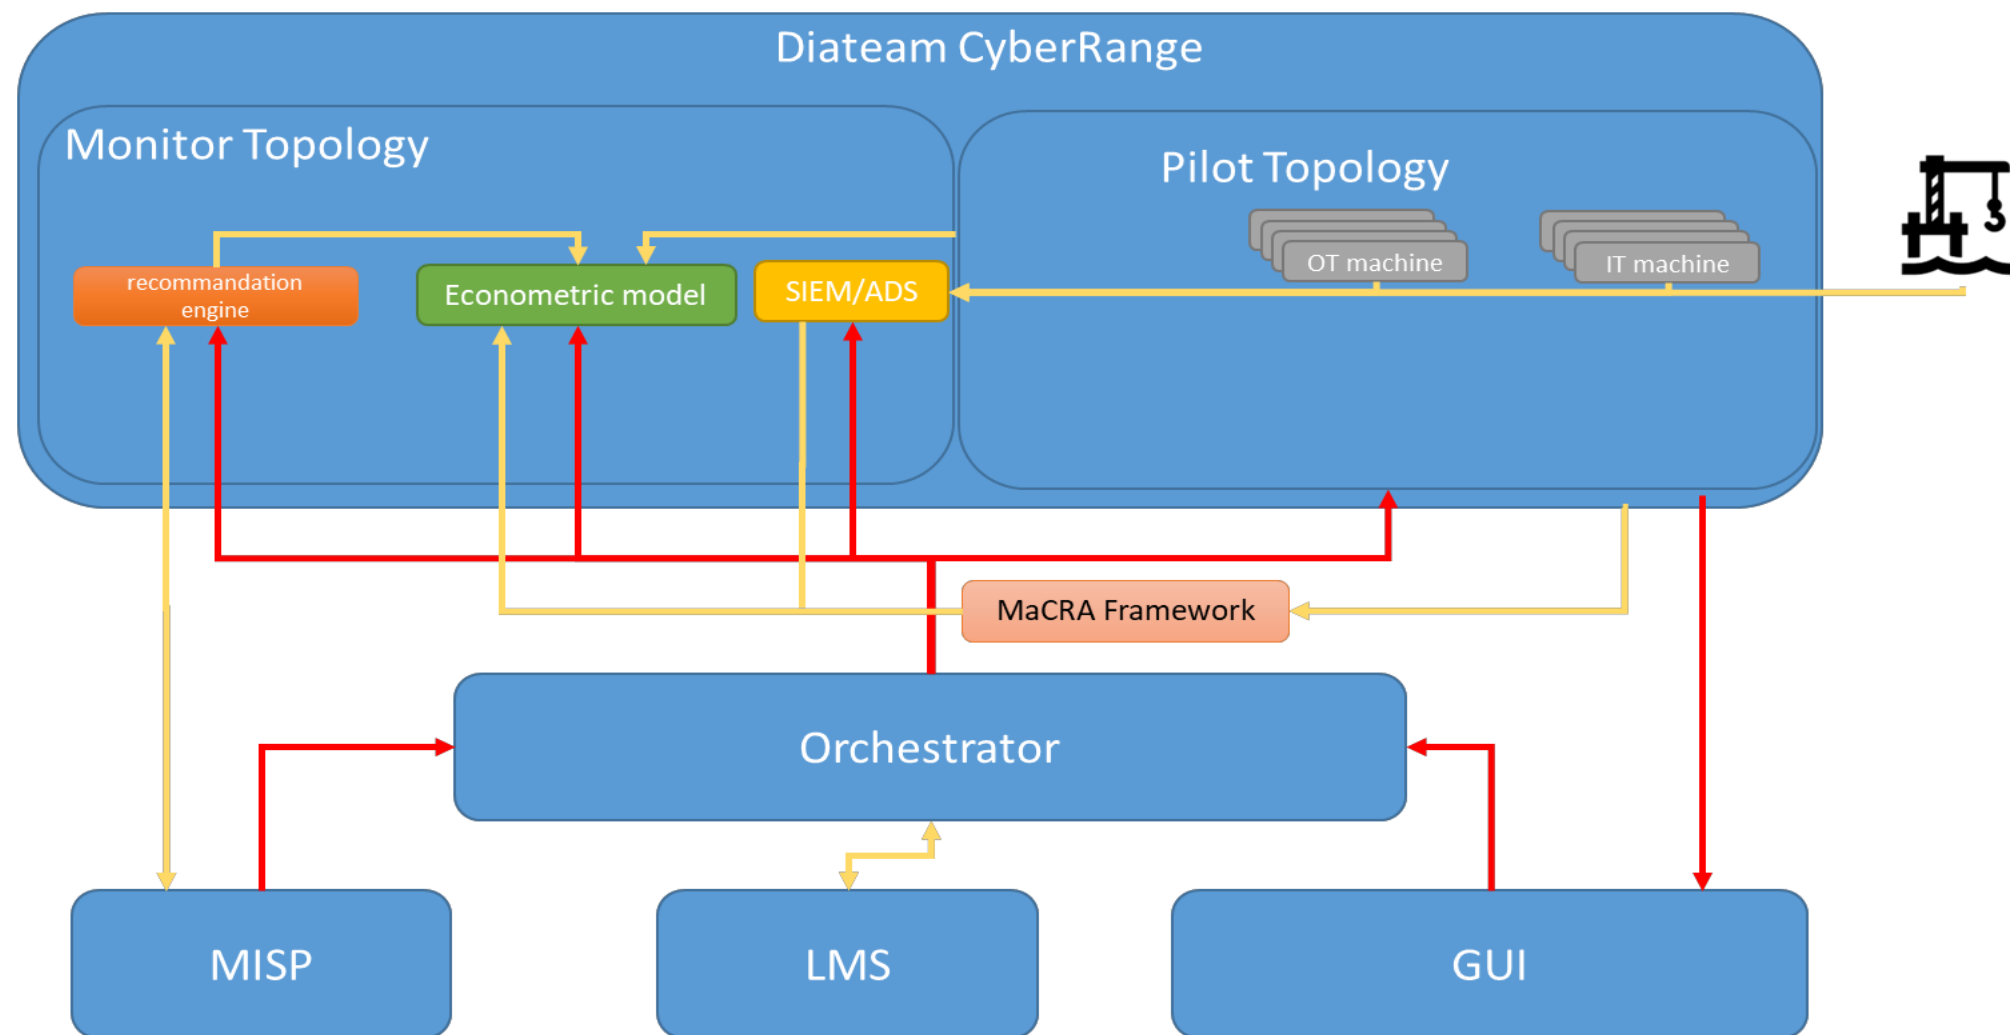 Diateam CyberRange
Monitor Topology
Pilot Topology
OT machine
IT machine
recommandation
engine
Econometric model
SIEM/ADS
MaCRA Framework
Orchestrator
MISP
LMS
GUI